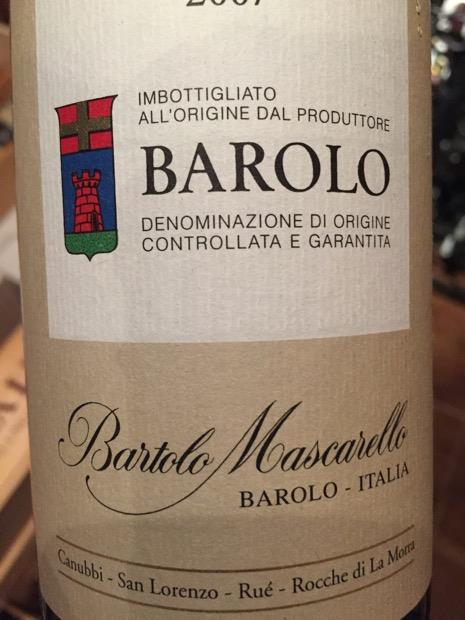 2007
IMBOTTIGLIATO
ALL'ORIGINE DAL PRODUTTORE
BAROLO
DENOMINAZIONE DI ORIGINE
CONTROLLATA E GARANTITA
Bartolo Mascarello
BAROLO - ITALIA
Canubbi - San Lorenzo - Rué - Rocche di La Morra